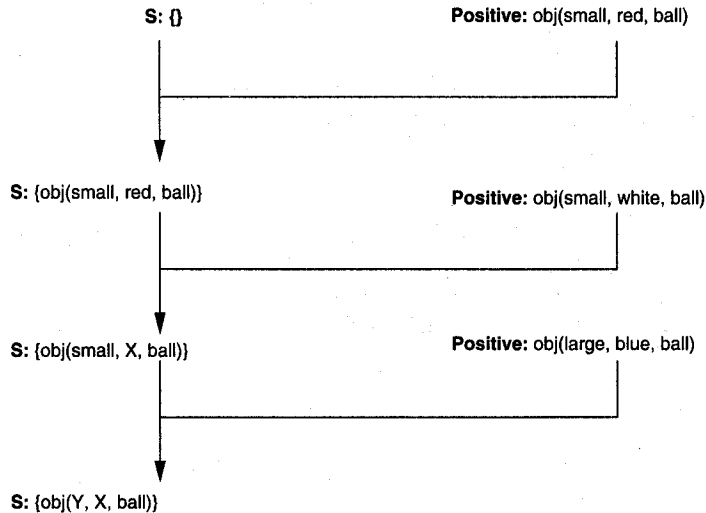 S: {}
Positive: obj(small, red, ball)
S: {obj(small, red, ball)}
Positive: obj(small, white, ball)
S: {obj(small, X, ball)}
Positive: obj(large, blue, ball)
S: {obj(Y, X, ball)}